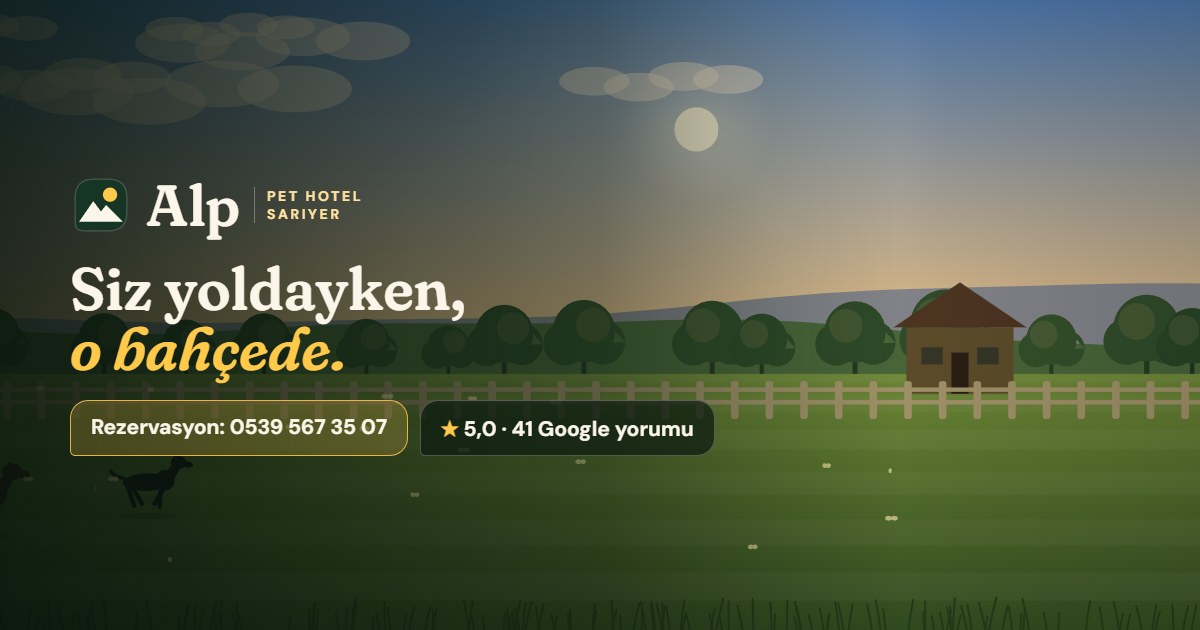 Alp
PET HOTEL
SARIYER
Siz yoldayken,
o bahçede.
Rezervasyon: 0539 567 35 07
★ 5,0 · 41 Google yorumu